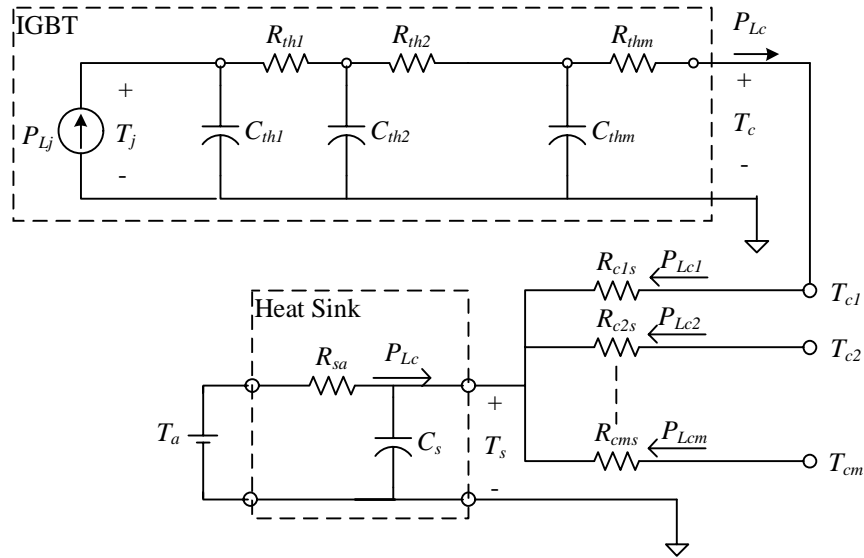 IGBT
P_Lc
R_th1
R_th2
R_thm
+
+
P_Lj
T_j
C_th1
C_th2
C_thm
T_c
-
-
R_c1s
P_Lc1
T_c1
Heat Sink
R_c2s
P_Lc2
T_c2
R_sa
P_Lc
+
T_a
C_s
T_s
R_cms
P_Lcm
T_cm
-